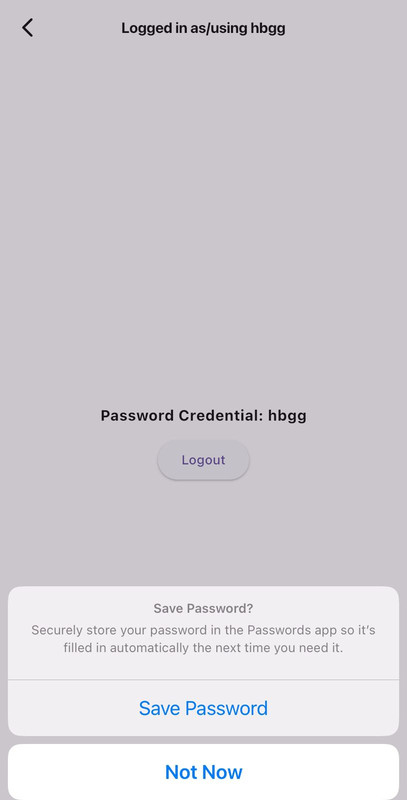 Logged in as/using hbgg
Password Credential: hbgg
Logout
Save Password?
Securely store your password in the Passwords app so it’s
filled in automatically the next time you need it.
Save Password
Not Now